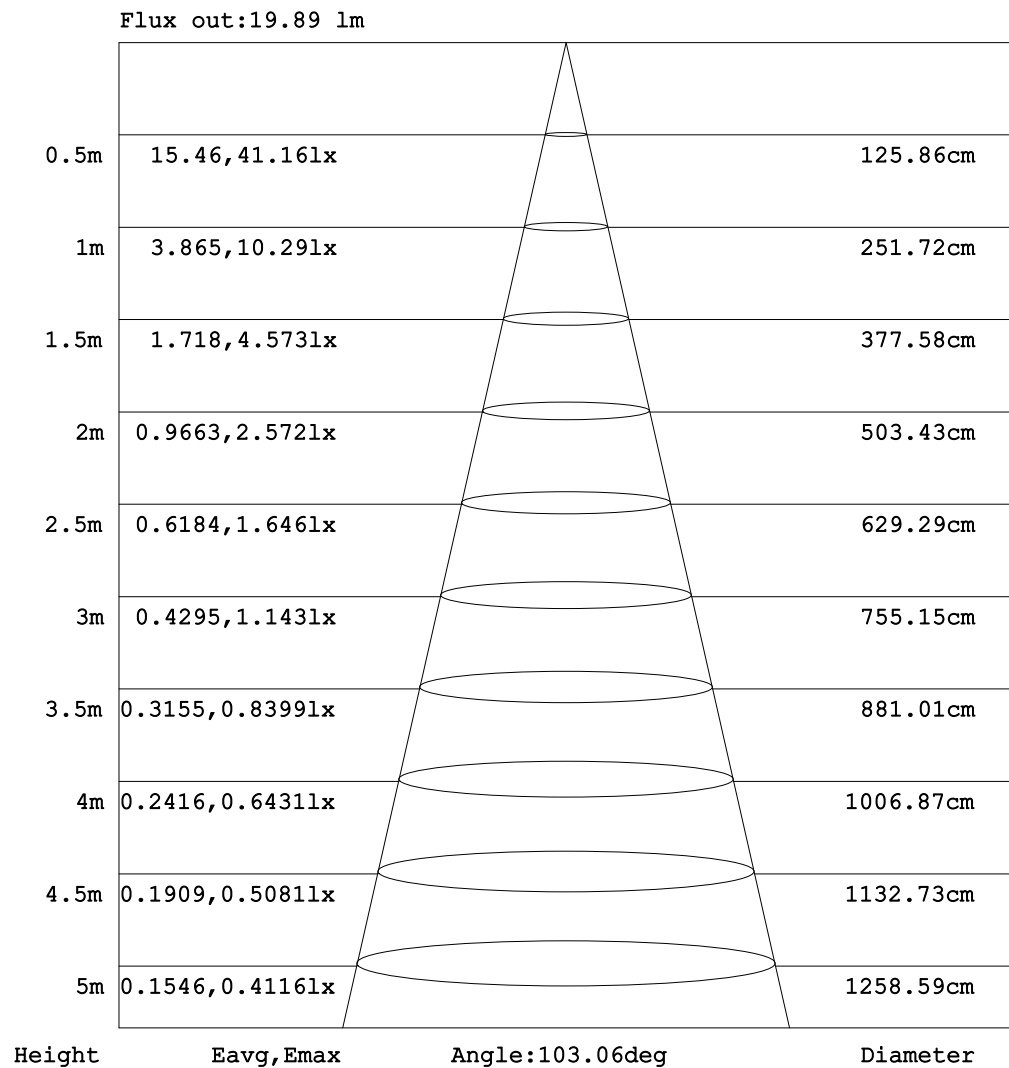 Flux out:19.89 lm
0.5m 15.46,41.16lx 125.86cm
1m 3.865,10.29lx 251.72cm
1.5m 1.718,4.573lx 377.58cm
2m 0.9663,2.572lx 503.43cm
2.5m 0.6184,1.646lx 629.29cm
3m 0.4295,1.143lx 755.15cm
3.5m 0.3155,0.8399lx 881.01cm
4m 0.2416,0.6431lx 1006.87cm
4.5m 0.1909,0.5081lx 1132.73cm
5m 0.1546,0.4116lx 1258.59cm
Height Eavg,Emax Angle:103.06deg Diameter